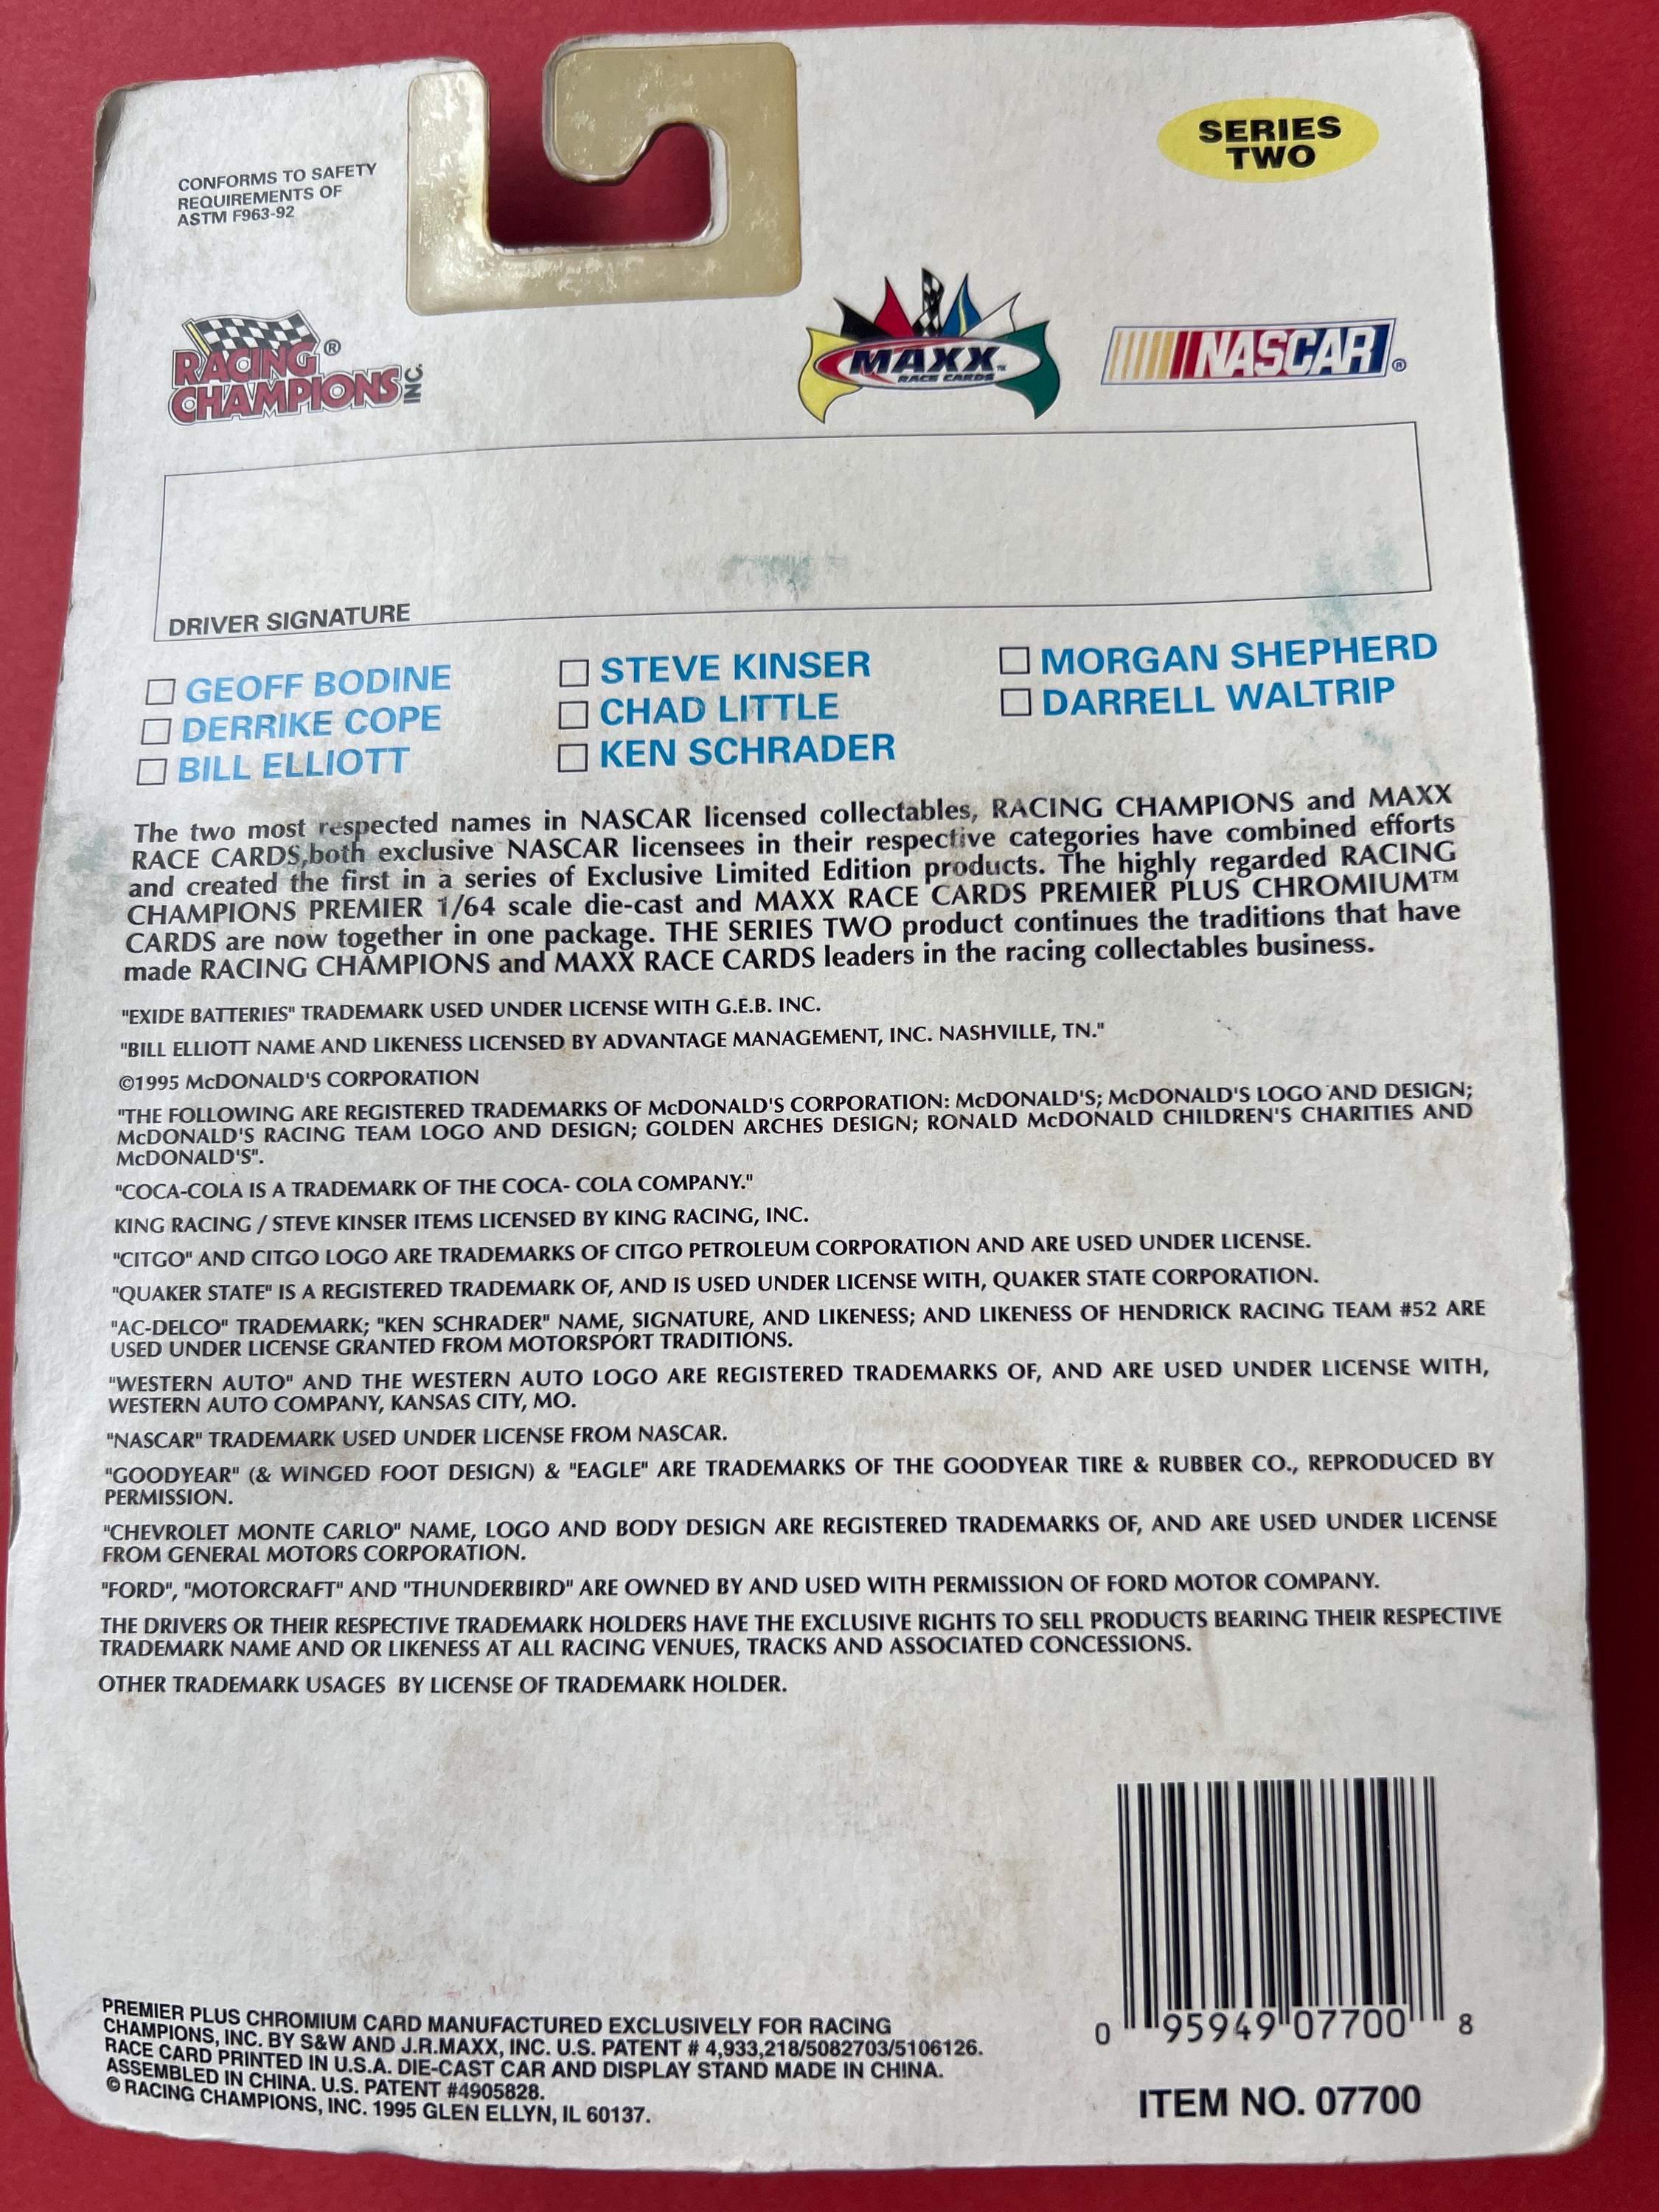 SERIES
TWO
CONFORMS TO SAFETY
REQUIREMENTS OF
ASTM F963-92
RACING®
CHAMPIONS INC.
MAXX™
RACE CARDS
NASCAR®
DRIVER SIGNATURE
GEOFF BODINE
DERRIKE COPE
BILL ELLIOTT
STEVE KINSER
CHAD LITTLE
KEN SCHRADER
MORGAN SHEPHERD
DARRELL WALTRIP
The two most respected names in NASCAR licensed collectables, RACING CHAMPIONS and MAXX
RACE CARDS,both exclusive NASCAR licensees in their respective categories have combined efforts
and created the first in a series of Exclusive Limited Edition products. The highly regarded RACING
CHAMPIONS PREMIER 1/64 scale die-cast and MAXX RACE CARDS PREMIER PLUS CHROMIUM™
CARDS are now together in one package. THE SERIES TWO product continues the traditions that have
made RACING CHAMPIONS and MAXX RACE CARDS leaders in the racing collectables business.
"EXIDE BATTERIES" TRADEMARK USED UNDER LICENSE WITH G.E.B. INC.
"BILL ELLIOTT NAME AND LIKENESS LICENSED BY ADVANTAGE MANAGEMENT, INC. NASHVILLE, TN."
©1995 McDONALD'S CORPORATION
"THE FOLLOWING ARE REGISTERED TRADEMARKS OF McDONALD'S CORPORATION: McDONALD'S; McDONALD'S LOGO AND DESIGN;
McDONALD'S RACING TEAM LOGO AND DESIGN; GOLDEN ARCHES DESIGN; RONALD McDONALD CHILDREN'S CHARITIES AND
McDONALD'S".
"COCA-COLA IS A TRADEMARK OF THE COCA- COLA COMPANY."
KING RACING / STEVE KINSER ITEMS LICENSED BY KING RACING, INC.
"CITGO" AND CITGO LOGO ARE TRADEMARKS OF CITGO PETROLEUM CORPORATION AND ARE USED UNDER LICENSE.
"QUAKER STATE" IS A REGISTERED TRADEMARK OF, AND IS USED UNDER LICENSE WITH, QUAKER STATE CORPORATION.
"AC-DELCO" TRADEMARK; "KEN SCHRADER" NAME, SIGNATURE, AND LIKENESS; AND LIKENESS OF HENDRICK RACING TEAM #52 ARE
USED UNDER LICENSE GRANTED FROM MOTORSPORT TRADITIONS.
"WESTERN AUTO" AND THE WESTERN AUTO LOGO ARE REGISTERED TRADEMARKS OF, AND ARE USED UNDER LICENSE WITH,
WESTERN AUTO COMPANY, KANSAS CITY, MO.
"NASCAR" TRADEMARK USED UNDER LICENSE FROM NASCAR.
"GOODYEAR" (& WINGED FOOT DESIGN) & "EAGLE" ARE TRADEMARKS OF THE GOODYEAR TIRE & RUBBER CO., REPRODUCED BY
PERMISSION.
"CHEVROLET MONTE CARLO" NAME, LOGO AND BODY DESIGN ARE REGISTERED TRADEMARKS OF, AND ARE USED UNDER LICENSE
FROM GENERAL MOTORS CORPORATION.
"FORD", "MOTORCRAFT" AND "THUNDERBIRD" ARE OWNED BY AND USED WITH PERMISSION OF FORD MOTOR COMPANY.
THE DRIVERS OR THEIR RESPECTIVE TRADEMARK HOLDERS HAVE THE EXCLUSIVE RIGHTS TO SELL PRODUCTS BEARING THEIR RESPECTIVE
TRADEMARK NAME AND OR LIKENESS AT ALL RACING VENUES, TRACKS AND ASSOCIATED CONCESSIONS.
OTHER TRADEMARK USAGES BY LICENSE OF TRADEMARK HOLDER.
PREMIER PLUS CHROMIUM CARD MANUFACTURED EXCLUSIVELY FOR RACING
CHAMPIONS, INC. BY S&W AND J.R.MAXX, INC. U.S. PATENT # 4,933,218/5082703/5106126.
RACE CARD PRINTED IN U.S.A. DIE-CAST CAR AND DISPLAY STAND MADE IN CHINA.
ASSEMBLED IN CHINA. U.S. PATENT #4905828.
© RACING CHAMPIONS, INC. 1995 GLEN ELLYN, IL 60137.
0 95949 07700 8
ITEM NO. 07700